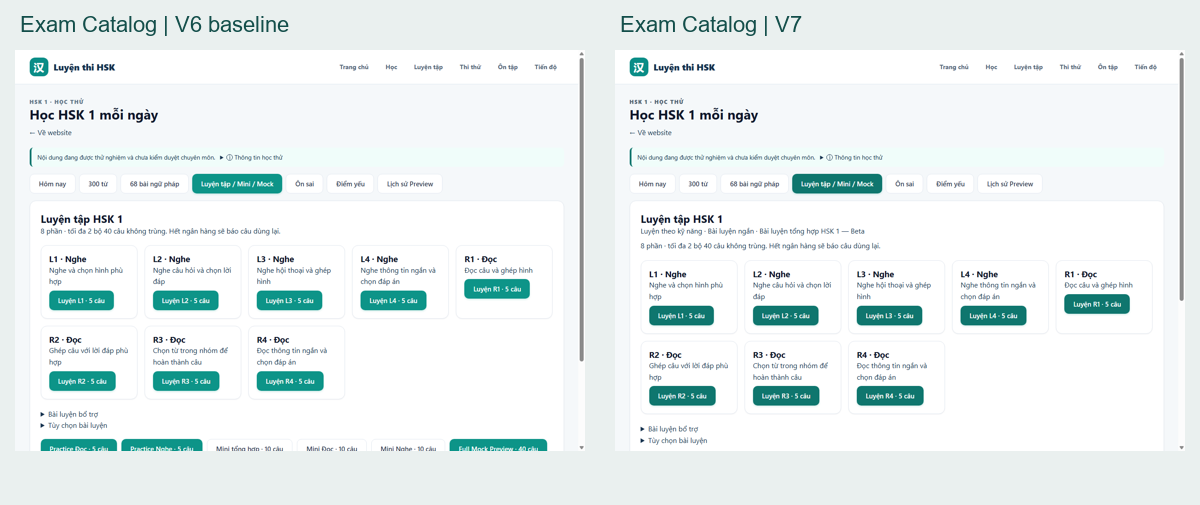 Exam Catalog | V6 baseline
汉 Luyện thi HSK
Trang chủ Học Luyện tập Thi thử Ôn tập Tiến độ
HSK 1 · HỌC THỬ
Học HSK 1 mỗi ngày
← Về website
Nội dung đang được thử nghiệm và chưa kiểm duyệt chuyên môn. ▶ ⓘ Thông tin học thử
Hôm nay 300 từ 68 bài ngữ pháp Luyện tập / Mini / Mock Ôn sai Điểm yếu Lịch sử Preview
Luyện tập HSK 1
8 phần · tối đa 2 bộ 40 câu không trùng. Hết ngân hàng sẽ báo câu dùng lại.
L1 · Nghe
Nghe và chọn hình phù
hợp
Luyện L1 · 5 câu
L2 · Nghe
Nghe câu hỏi và chọn lời
đáp
Luyện L2 · 5 câu
L3 · Nghe
Nghe hội thoại và ghép
hình
Luyện L3 · 5 câu
L4 · Nghe
Nghe thông tin ngắn và
chọn đáp án
Luyện L4 · 5 câu
R1 · Đọc
Đọc câu và ghép hình
Luyện R1 · 5 câu
R2 · Đọc
Ghép câu với lời đáp phù
hợp
Luyện R2 · 5 câu
R3 · Đọc
Chọn từ trong nhóm để
hoàn thành câu
Luyện R3 · 5 câu
R4 · Đọc
Đọc thông tin ngắn và
chọn đáp án
Luyện R4 · 5 câu
▶ Bài luyện bổ trợ
▶ Tùy chọn bài luyện
Practice Đọc · 5 câu Practice Nghe · 5 câu Mini tổng hợp · 10 câu Mini Đọc · 10 câu Mini Nghe · 10 câu Full Mock Preview · 40 câu
Exam Catalog | V7
汉 Luyện thi HSK
Trang chủ Học Luyện tập Thi thử Ôn tập Tiến độ
HSK 1 · HỌC THỬ
Học HSK 1 mỗi ngày
← Về website
Nội dung đang được thử nghiệm và chưa kiểm duyệt chuyên môn. ▶ ⓘ Thông tin học thử
Hôm nay 300 từ 68 bài ngữ pháp Luyện tập / Mini / Mock Ôn sai Điểm yếu Lịch sử Preview
Luyện tập HSK 1
Luyện theo kỹ năng · Bài luyện ngắn · Bài luyện tổng hợp HSK 1 — Beta
8 phần · tối đa 2 bộ 40 câu không trùng. Hết ngân hàng sẽ báo câu dùng lại.
L1 · Nghe
Nghe và chọn hình phù
hợp
Luyện L1 · 5 câu
L2 · Nghe
Nghe câu hỏi và chọn lời
đáp
Luyện L2 · 5 câu
L3 · Nghe
Nghe hội thoại và ghép
hình
Luyện L3 · 5 câu
L4 · Nghe
Nghe thông tin ngắn và
chọn đáp án
Luyện L4 · 5 câu
R1 · Đọc
Đọc câu và ghép hình
Luyện R1 · 5 câu
R2 · Đọc
Ghép câu với lời đáp phù
hợp
Luyện R2 · 5 câu
R3 · Đọc
Chọn từ trong nhóm để
hoàn thành câu
Luyện R3 · 5 câu
R4 · Đọc
Đọc thông tin ngắn và
chọn đáp án
Luyện R4 · 5 câu
▶ Bài luyện bổ trợ
▶ Tùy chọn bài luyện